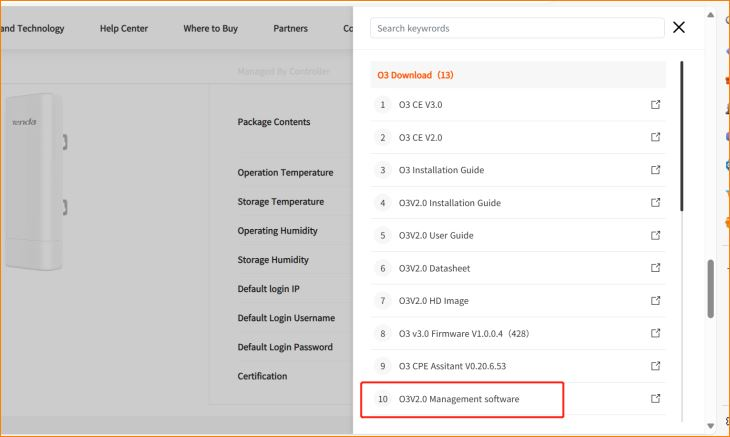 and Technology
Help Center
Where to Buy
Partners
Co
Managed By Controller
Tenda
Package Contents
Operation Temperature
Storage Temperature
Operating Humidity
Storage Humidity
Default login IP
Default Login Username
Default Login Password
Certification
Search keywords
O3 Download（13）
1 O3 CE V3.0
2 O3 CE V2.0
3 O3 Installation Guide
4 O3V2.0 Installation Guide
5 O3V2.0 User Guide
6 O3V2.0 Datasheet
7 O3V2.0 HD Image
8 O3 v3.0 Firmware V1.0.0.4（428）
9 O3 CPE Assitant V0.20.6.53
10 O3V2.0 Management software